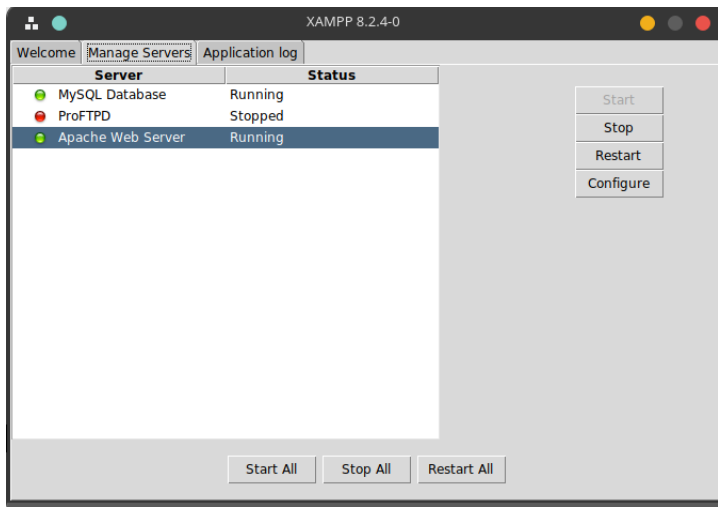 XAMPP 8.2.4-0
Welcome Manage Servers Application log
Server Status
MySQL Database Running
ProFTPD Stopped
Apache Web Server Running
Start
Stop
Restart
Configure
Start All Stop All Restart All